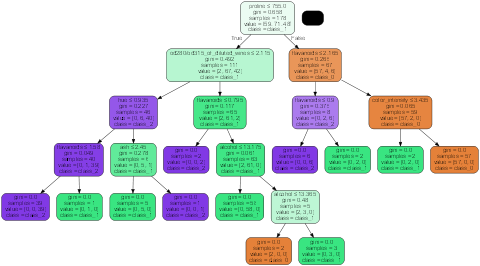 proline ≤ 755.0
gini = 0.658
samples = 178
value = [59, 71, 48]
class = class_1
True
False
od280/od315_of_diluted_wines ≤ 2.115
gini = 0.492
samples = 111
value = [2, 67, 42]
class = class_1
flavanoids ≤ 2.165
gini = 0.265
samples = 67
value = [57, 4, 6]
class = class_0
hue ≤ 0.935
gini = 0.227
samples = 46
value = [0, 6, 40]
class = class_2
flavanoids ≤ 0.795
gini = 0.117
samples = 65
value = [2, 61, 2]
class = class_1
flavanoids ≤
gini = 0.375
samples = 8
value = [0, 2, 6]
class = class_2
color_intensity ≤ 3.435
gini = 0.065
samples = 59
value = [57, 2, 0]
class = class_0
flavanoids ≤
gini = 0.049
samples = 40
value = [0, 1, 39]
class = class_2
ash ≤ 2.45
gini = 0.278
samples = 6
value = [0, 5, 1]
class = class_1
gini = 0.0
samples = 2
value = [0, 0, 2]
class = class_2
alcohol ≤ 13.175
gini = 0.061
samples = 63
value = [2, 61, 0]
class = class_1
gini = 0.0
samples = 6
value = [0, 0, 6]
class = class_2
gini = 0.0
samples = 2
value = [0, 2, 0]
class = class_1
gini = 0.0
samples = 2
value = [0, 2, 0]
class = class_1
gini = 0.0
samples = 57
value = [57, 0, 0]
class = class_0
gini = 0.0
samples = 39
value = [0, 0, 39]
class = class_2
gini = 0.0
samples = 1
value = [0, 1, 0]
class = class_1
gini = 0.0
samples = 5
value = [0, 5, 0]
class = class_1
gini = 0.0
samples = 1
value = [0, 0, 1]
class = class_2
gini = 0.0
samples = 58
value = [0, 58, 0]
class = class_1
alcohol ≤ 13.365
gini = 0.48
samples = 5
value = [2, 3, 0]
class = class_1
gini = 0.0
samples = 2
value = [2, 0, 0]
class = class_0
gini = 0.0
samples = 3
value = [0, 3, 0]
class = class_1